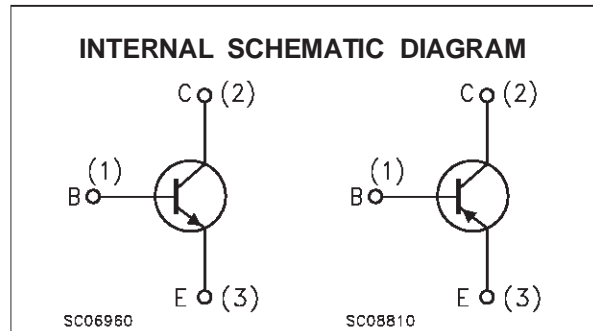 INTERNAL SCHEMATIC DIAGRAM
C (2) C (2)
(1) (1)
B B
E (3) E (3)
SC06960 SC08810